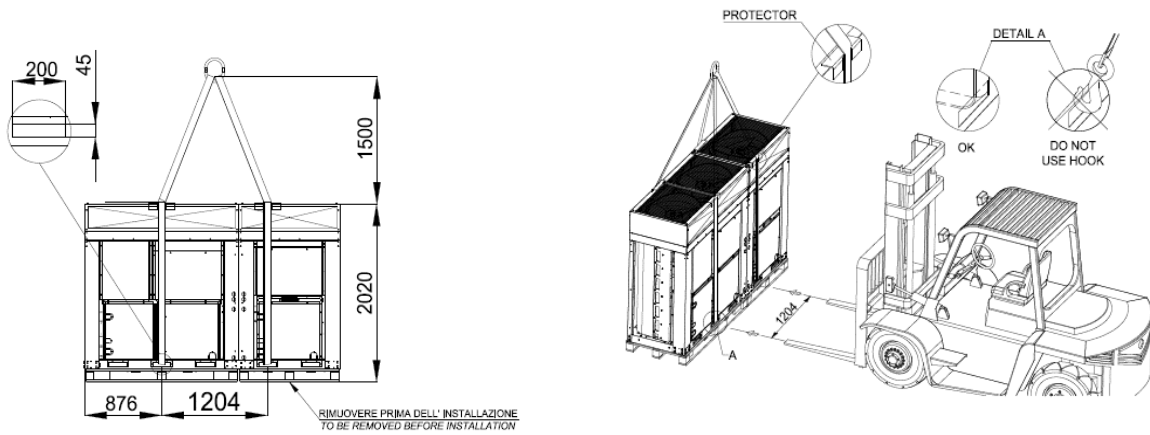 200
45
1500
2020
876
1204
RIMUOVERE PRIMA DELL' INSTALLAZIONE
TO BE REMOVED BEFORE INSTALLATION
PROTECTOR
DETAIL A
OK
DO NOT
USE HOOK
1204
A